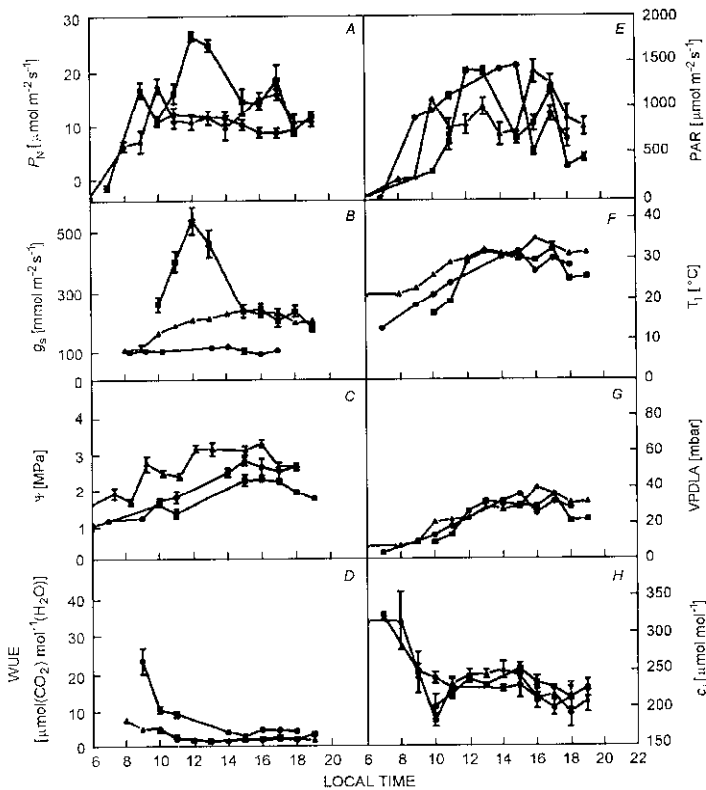 A
30
20
10
0
P_N [μmol m⁻² s⁻¹]
E
2000
1500
1000
500
0
PAR [μmol m⁻² s⁻¹]
B
500
300
100
0
g_s [mmol m⁻² s⁻¹]
F
40
30
20
10
0
T_l [°C]
C
4
3
2
1
0
Ψ [MPa]
G
80
60
40
20
0
VPDLA [mbar]
D
40
30
20
10
0
WUE
[μmol(CO₂) mol⁻¹(H₂O)]
H
350
300
250
200
150
c_i [μmol mol⁻¹]
6 8 10 12 14 16 18 20
6 8 10 12 14 16 18 20 22
LOCAL TIME